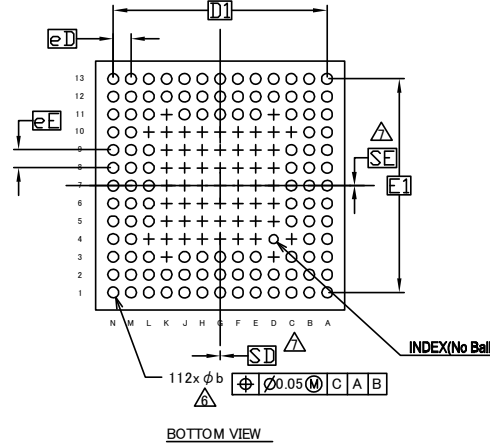 D1
eD
13
12
11
10
9
8
7
6
5
4
3
2
1
eE
7
SE
E1
N M L K J H G F E D C B A
SD
7
INDEX(No Ball
112x ϕb
6
⌖ Ø0.05 Ⓜ C A B
BOTTOM VIEW